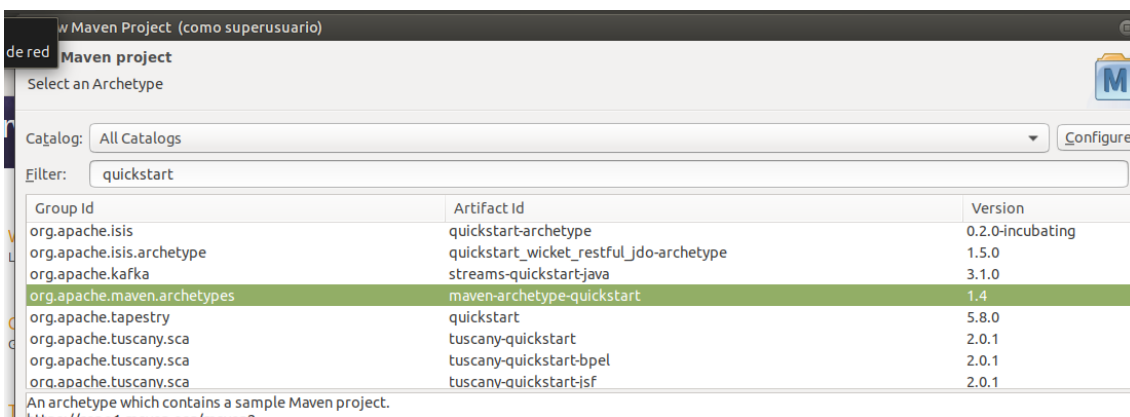 w Maven Project (como superusuario)
de red
Maven project
Select an Archetype
Catalog: All Catalogs Configure
Filter: quickstart
Group Id Artifact Id Version
org.apache.isis quickstart-archetype 0.2.0-incubating
org.apache.isis.archetype quickstart_wicket_restful_jdo-archetype 1.5.0
org.apache.kafka streams-quickstart-java 3.1.0
org.apache.maven.archetypes maven-archetype-quickstart 1.4
org.apache.tapestry quickstart 5.8.0
org.apache.tuscany.sca tuscany-quickstart 2.0.1
org.apache.tuscany.sca tuscany-quickstart-bpel 2.0.1
org.apache.tuscany.sca tuscany-quickstart-jsf 2.0.1
An archetype which contains a sample Maven project.